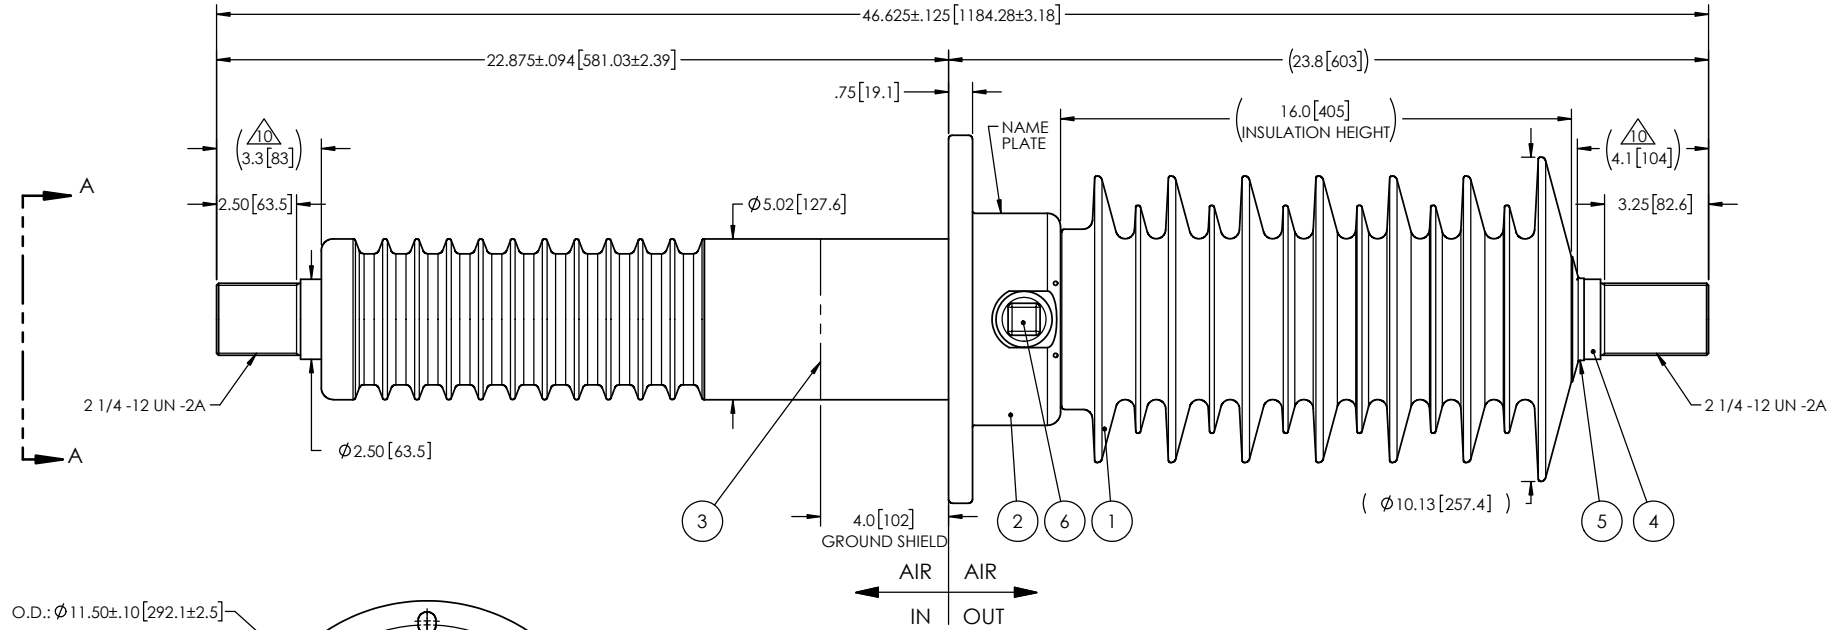 46.625±.125[1184.28±3.18]
22.875±.094[581.03±2.39]
(23.8[603])
.75[19.1]
NAME
PLATE
16.0[405]
(INSULATION HEIGHT)
10
(3.3[83])
10
(4.1[104])
A
2.50[63.5]
Ø5.02[127.6]
3.25[82.6]
2 1/4 -12 UN -2A
2 1/4 -12 UN -2A
A
Ø2.50[63.5]
(Ø10.13[257.4])
3
2
6
1
5
4
4.0[102]
GROUND SHIELD
AIR AIR
IN OUT
O.D.: Ø11.50±.10[292.1±2.5]